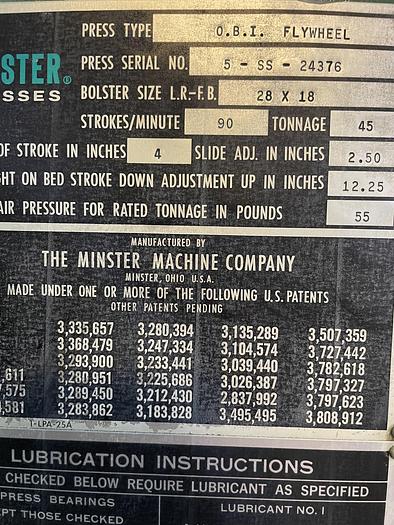 PRESS TYPE O.B.I. FLYWHEEL
STER®
SSES
PRESS SERIAL NO. 5 - SS - 24376
BOLSTER SIZE L.R.-F.B. 28 X 18
STROKES/MINUTE 90 TONNAGE 45
OF STROKE IN INCHES 4 SLIDE ADJ. IN INCHES 2.50
HT ON BED STROKE DOWN ADJUSTMENT UP IN INCHES 12.25
AIR PRESSURE FOR RATED TONNAGE IN POUNDS 55
MANUFACTURED BY
THE MINSTER MACHINE COMPANY
MINSTER, OHIO U.S.A.
MADE UNDER ONE OR MORE OF THE FOLLOWING U.S. PATENTS
OTHER PATENTS PENDING
3,335,657 3,280,394 3,135,289 3,507,359
3,368,479 3,247,334 3,104,574 3,727,442
3,293,900 3,233,441 3,039,440 3,782,618
,611 3,280,951 3,225,686 3,026,387 3,797,327
,575 3,289,450 3,212,430 2,837,992 3,797,623
,581 3,283,862 3,183,828 3,495,495 3,808,912
T-LPA-25A
LUBRICATION INSTRUCTIONS
CHECKED BELOW REQUIRE LUBRICANT AS SPECIFIED
PRESS BEARINGS LUBRICANT NO. I
EPT THOSE CHECKED